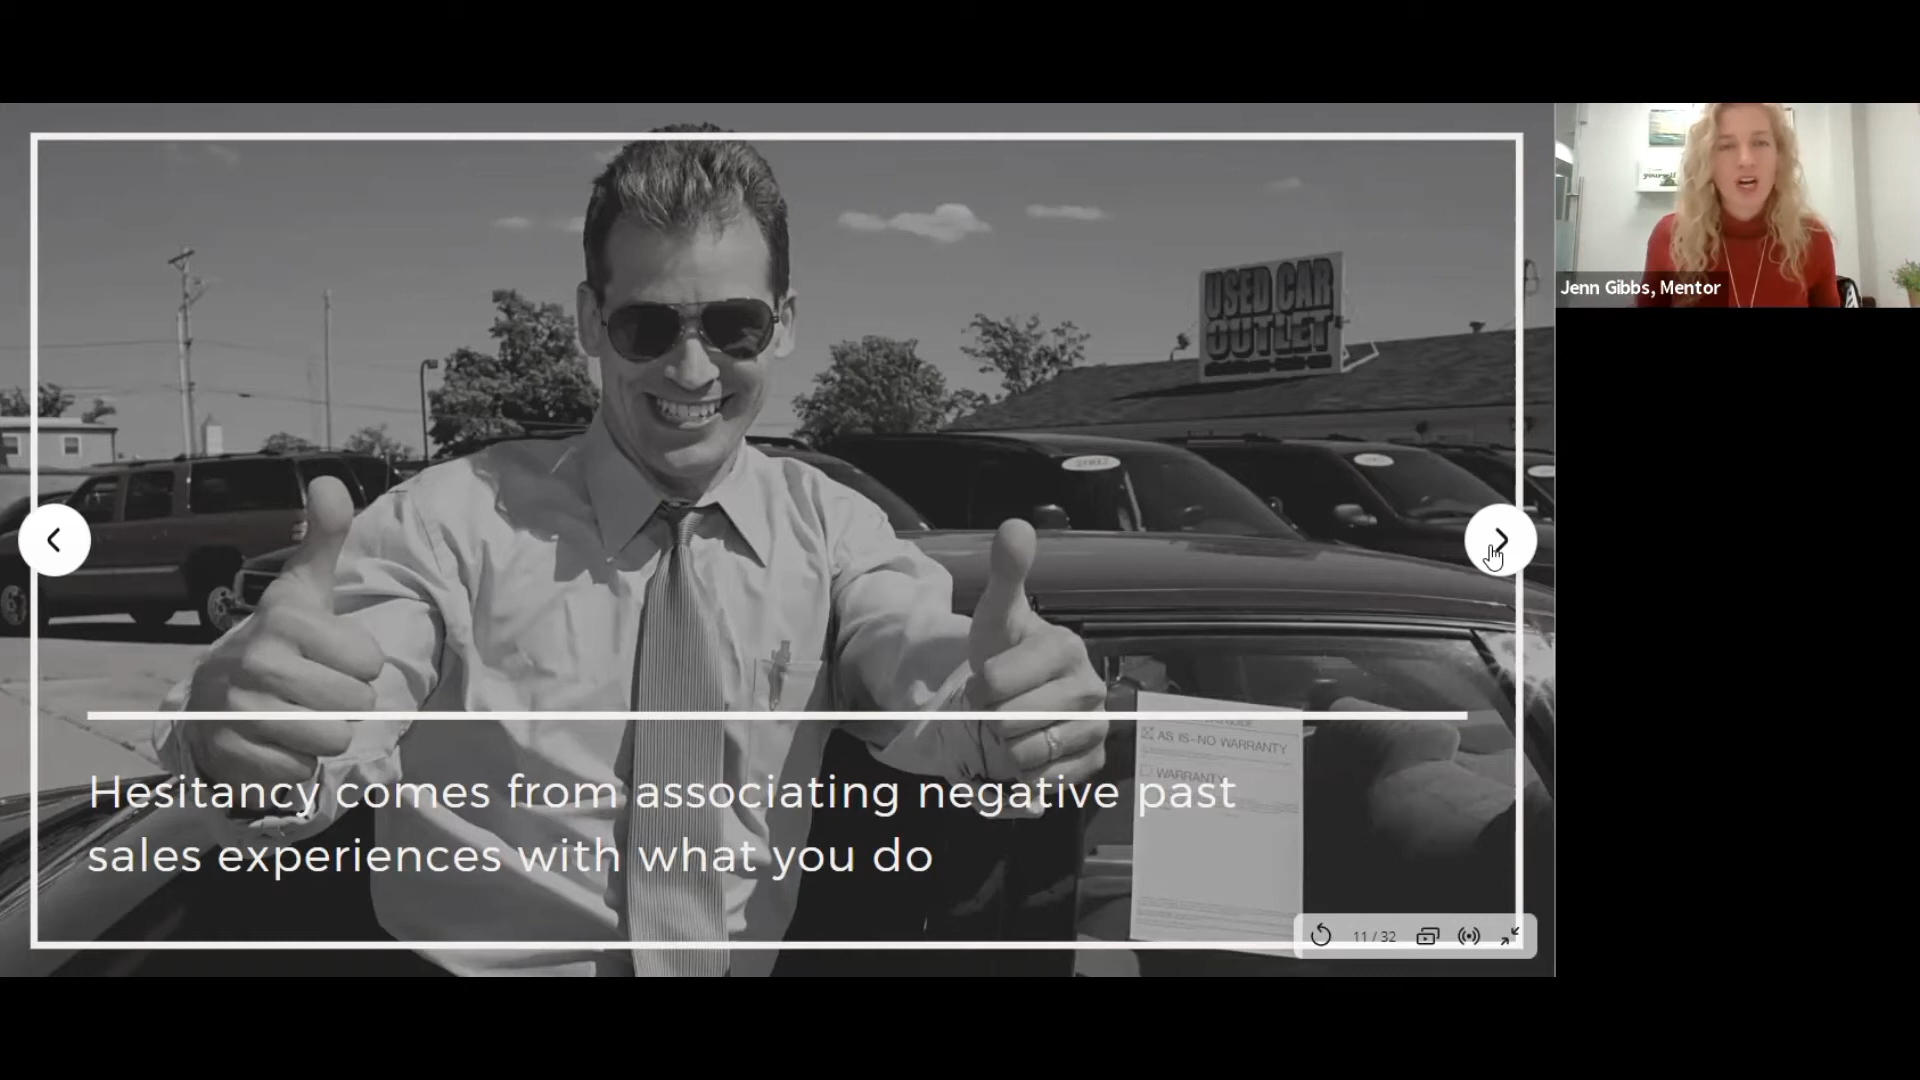 USED CAR
OUTLET
yourself
Jenn Gibbs, Mentor
AS IS-NO WARRANTY
WARRANTY
Hesitancy comes from associating negative past
sales experiences with what you do
11 / 32